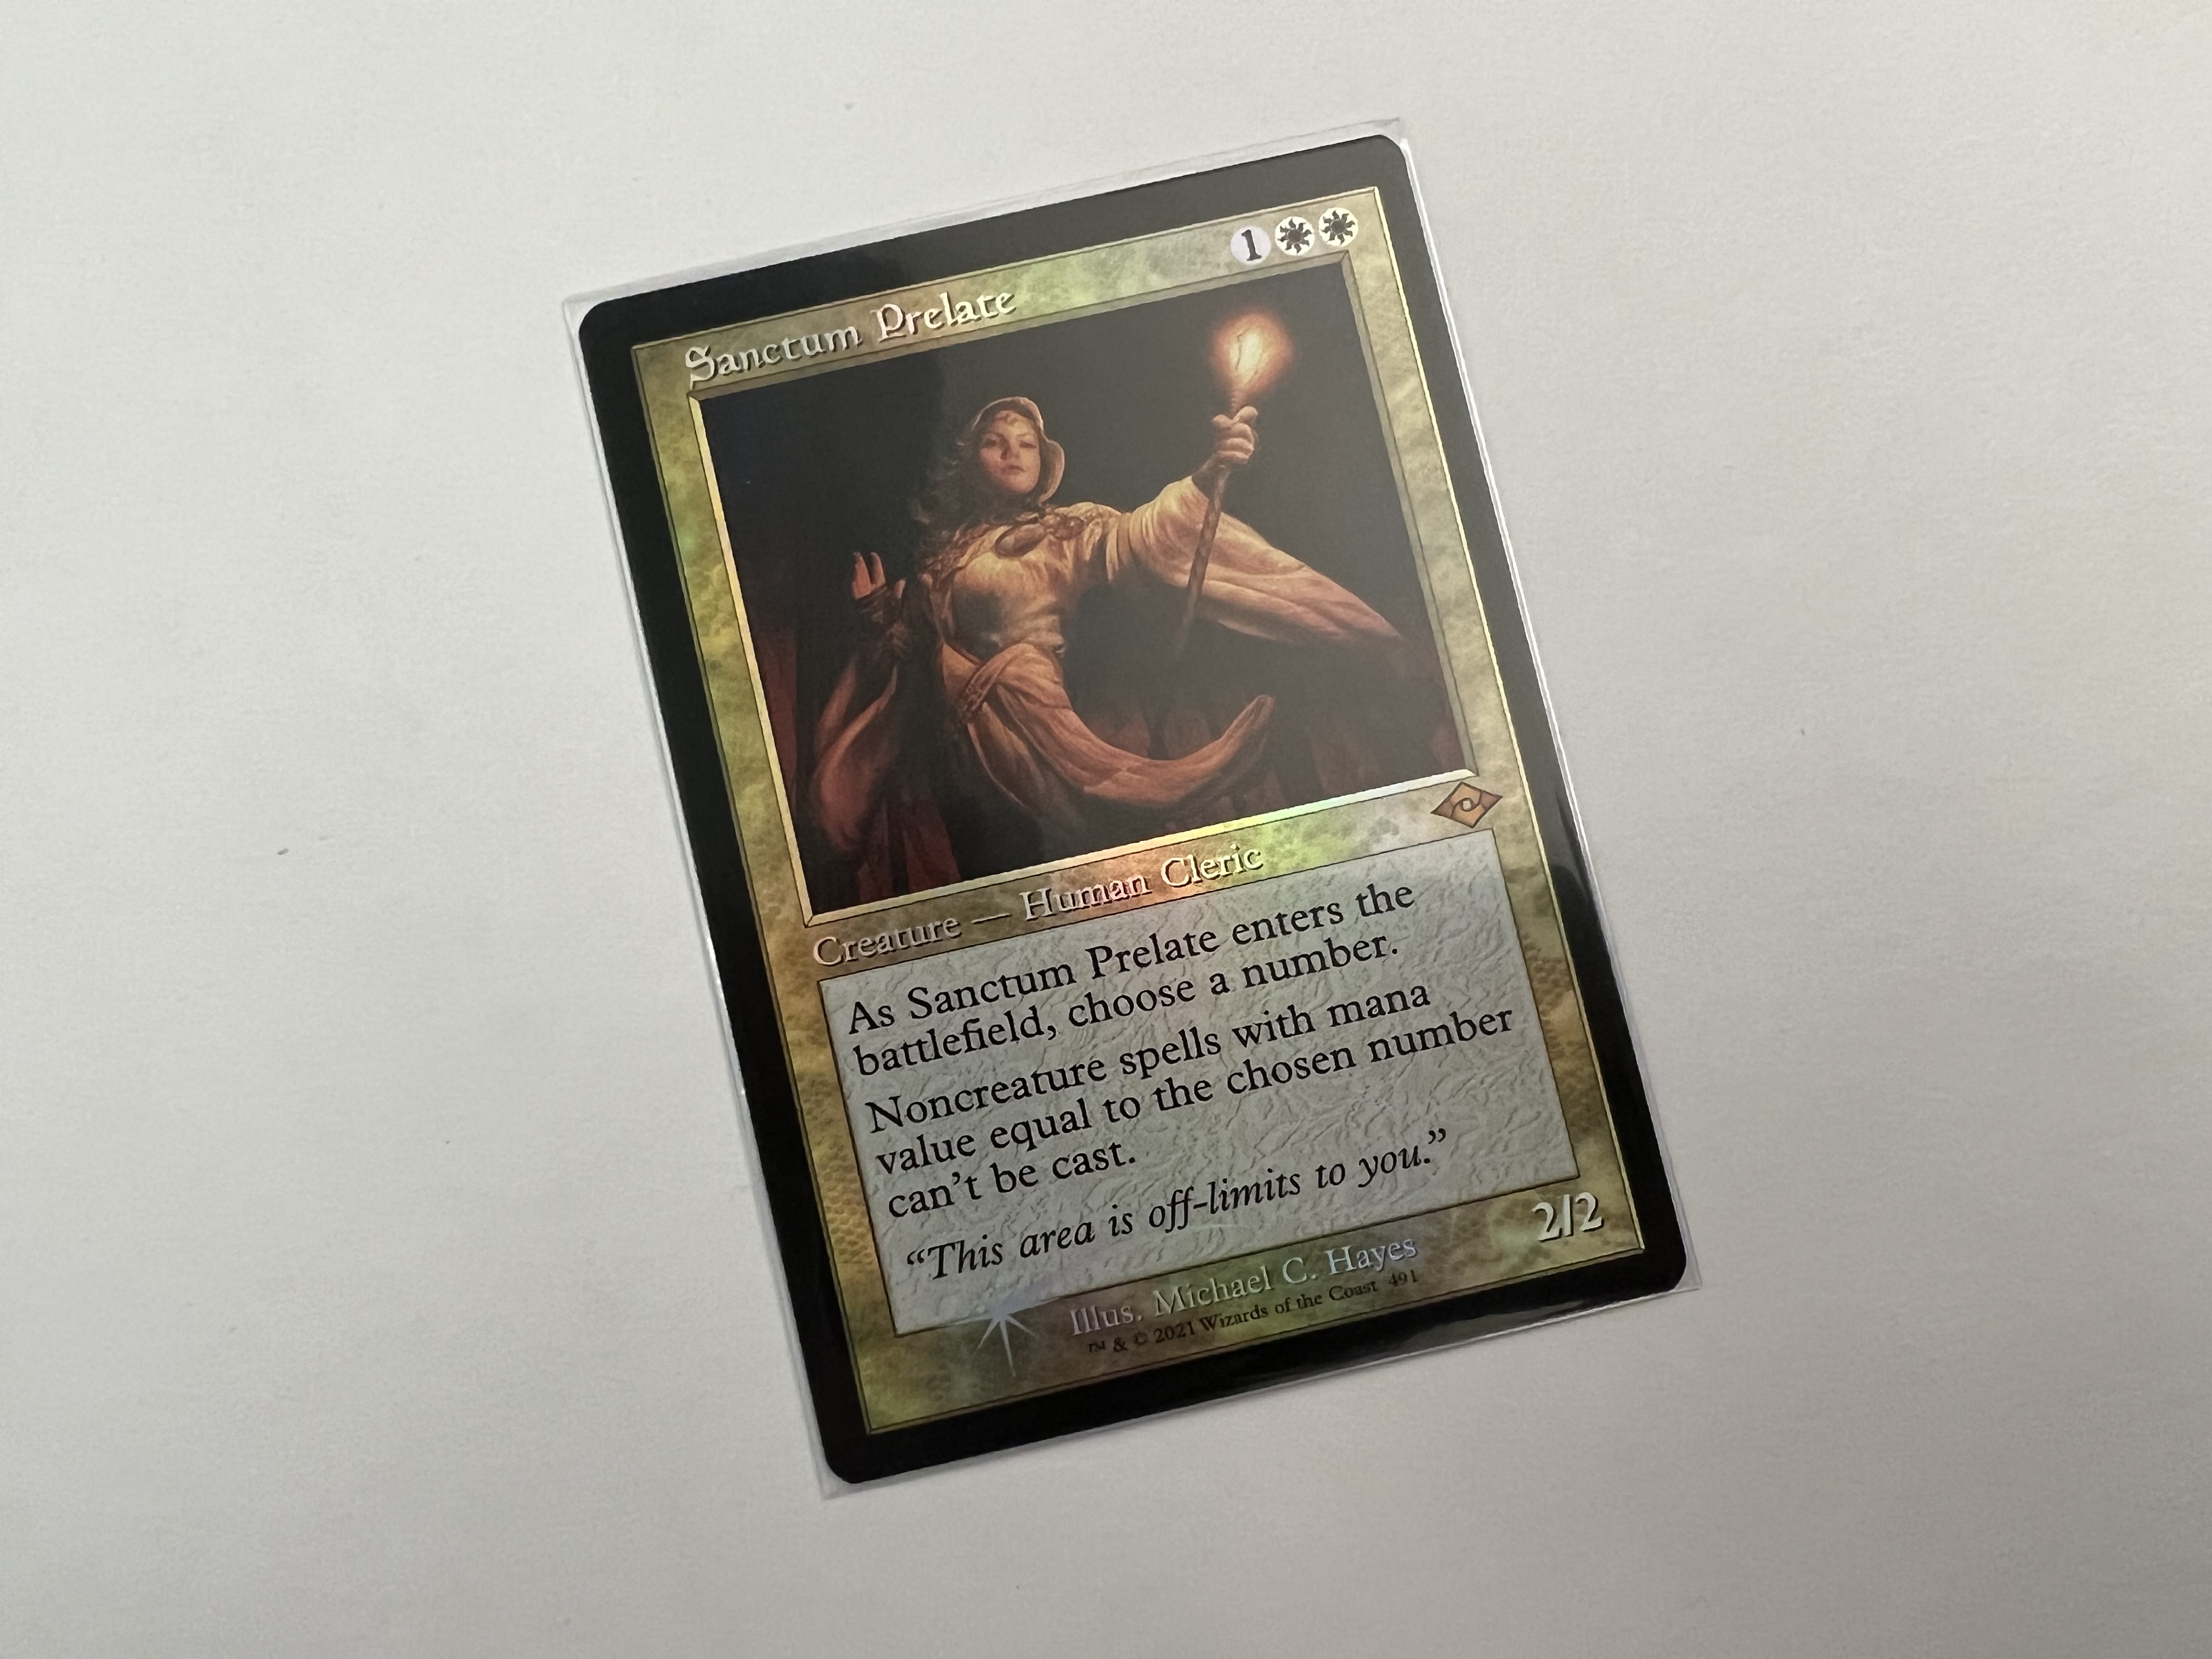 Sanctum Prelate 1
Creature — Human Cleric
As Sanctum Prelate enters the
battlefield, choose a number.
Noncreature spells with mana
value equal to the chosen number
can't be cast.
“This area is off-limits to you.”
2/2
Illus. Michael C. Hayes
™ & © 2021 Wizards of the Coast 491